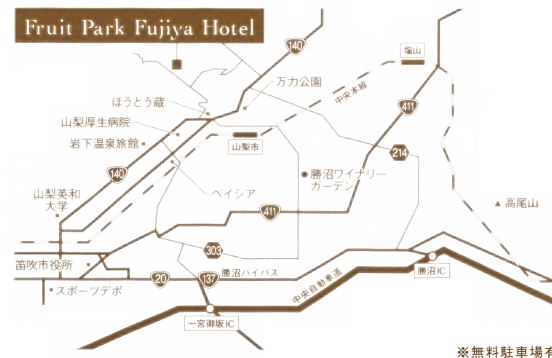 Fruit Park Fujiya Hotel
140
塩山
万力公園
中央本線
ほうとう蔵
411
山梨厚生病院
山梨市
岩下温泉旅館
214
140
勝沼ワイナリー
ガーデン
ベイシア
山梨英和
大学
411
高尾山
303
笛吹市役所
20
137
勝沼バイパス
勝沼IC
スポーツデポ
中央自動車道
一宮御坂IC
※無料駐車場有